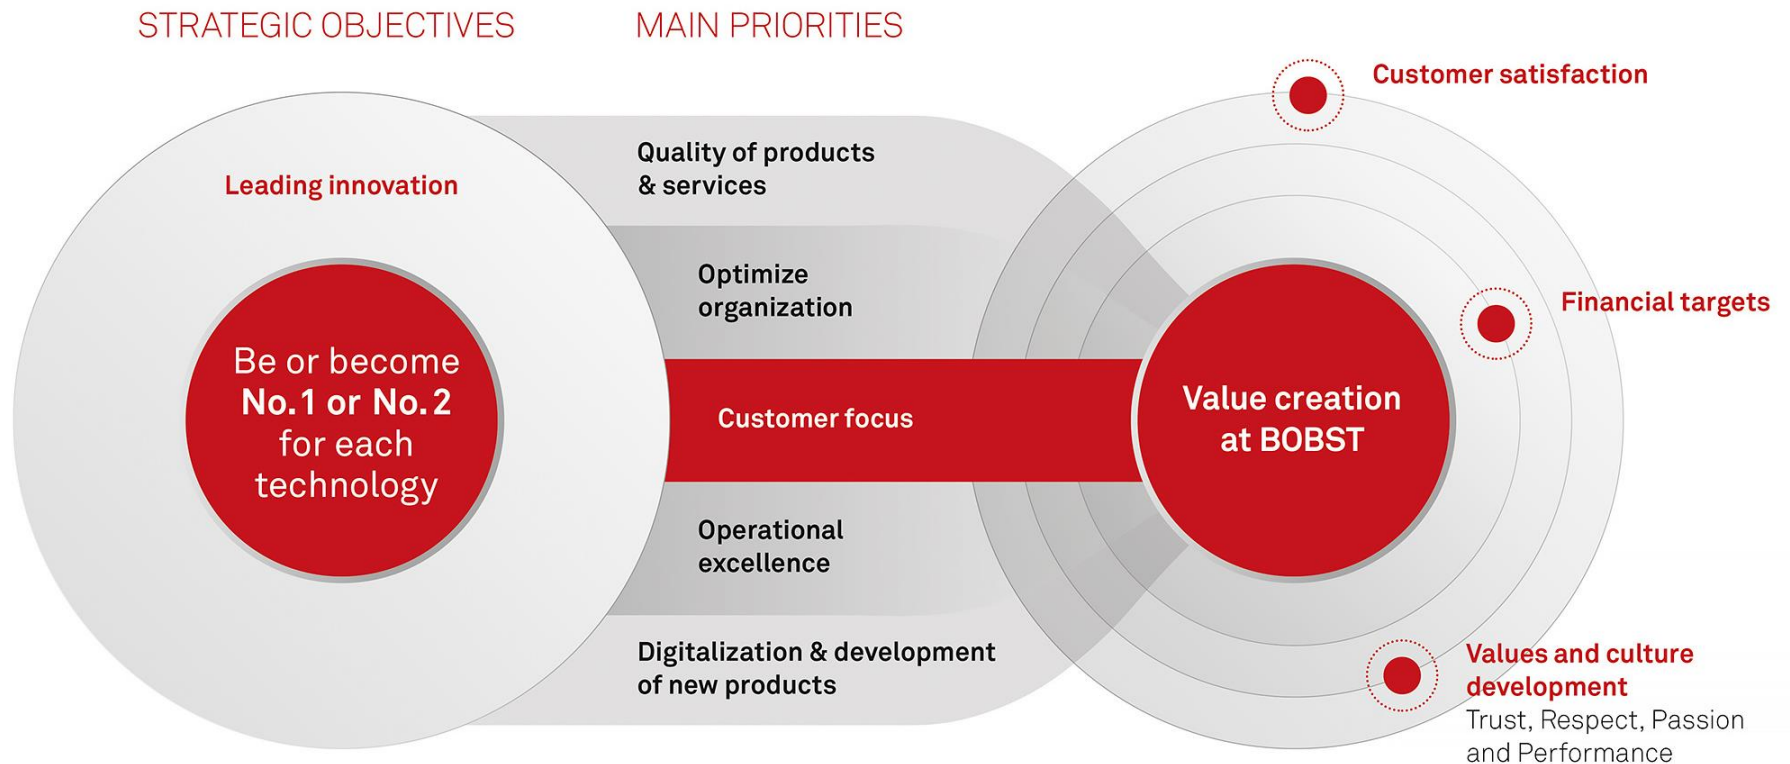 STRATEGIC OBJECTIVES
MAIN PRIORITIES
Leading innovation
Be or become
No.1 or No.2
for each
technology
Quality of products
& services
Optimize
organization
Customer focus
Operational
excellence
Digitalization & development
of new products
Value creation
at BOBST
Customer satisfaction
Financial targets
Values and culture
development
Trust, Respect, Passion
and Performance